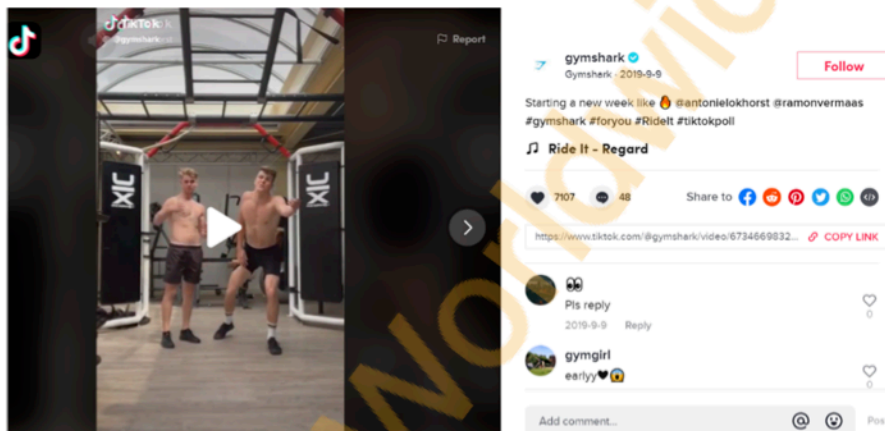 TikTok
@gymshark
Report
XIC
XIC
gymshark
Gymshark · 2019-9-9
Follow
Starting a new week like 🔥 @antonielokhorst @ramonvermaas
#gymshark #foryou #RideIt #tiktokpoll
Ride It - Regard
7107
48
Share to
https://www.tiktok.com/@gymshark/video/6734669832...
COPY LINK
👀
Pls reply
2019-9-9 Reply
0
gymgirl
earlyy🖤😱
0
Add comment...
Pos
Worldwid